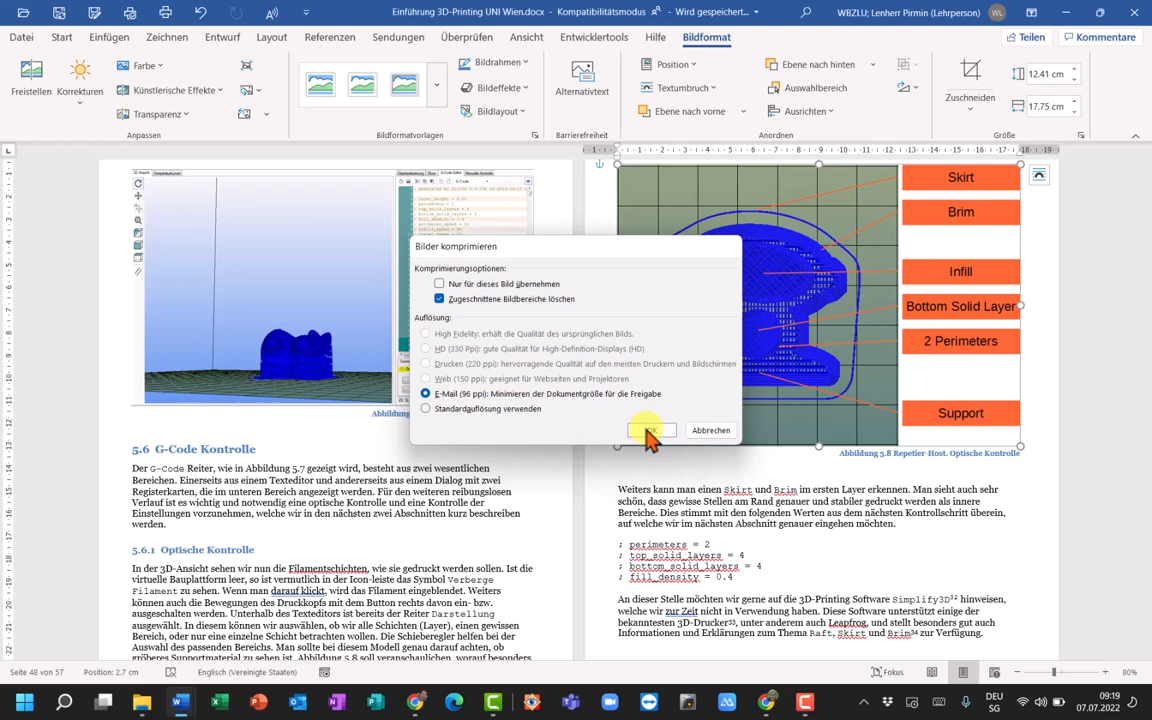 Einführung 3D-Printing UNI Wien.docx - Kompatibilitätsmodus
Wird gespeichert...
WBZLU; Lenherr Pirmin (Lehrperson)
WL
Datei Start Einfügen Zeichnen Entwurf Layout Referenzen Sendungen Überprüfen Ansicht Entwicklertools Hilfe Bildformat
Teilen
Kommentare
Freistellen
Korrekturen
Farbe
Künstlerische Effekte
Transparenz
Anpassen
Bildformatvorlagen
Bildrahmen
Bildeffekte
Bildlayout
Alternativtext
Barrierefreiheit
Position
Textumbruch
Ebene nach vorne
Ebene nach hinten
Auswahlbereich
Ausrichten
Anordnen
Zuschneiden
12.41 cm
17.75 cm
Größe
Skirt
Brim
Infill
Bottom Solid Layer
2 Perimeters
Support
Bilder komprimieren
Komprimierungsoptionen:
Nur für dieses Bild übernehmen
Zugeschnittene Bildbereiche löschen
Auflösung:
High Fidelity: erhält die Qualität des ursprünglichen Bilds.
HD (330 Ppi): gute Qualität für High-Definition-Displays (HD)
Drucken (220 ppi): hervorragende Qualität auf den meisten Druckern und Bildschirmen
Web (150 ppi): geeignet für Webseiten und Projektoren
E-Mail (96 ppi): Minimieren der Dokumentgröße für die Freigabe
Standardauflösung verwenden
OK
Abbrechen
5.6 G-Code Kontrolle
Der G-Code Reiter, wie in Abbildung 5.7 gezeigt wird, besteht aus zwei wesentlichen
Bereichen. Einerseits aus einem Texteditor und andererseits aus einem Dialog mit zwei
Registerkarten, die im unteren Bereich angezeigt werden. Für den weiteren reibungslosen
Verlauf ist es wichtig und notwendig eine optische Kontrolle und eine Kontrolle der
Einstellungen vorzunehmen, welche wir in den nächsten zwei Abschnitten kurz beschreiben
werden.
5.6.1 Optische Kontrolle
In der 3D-Ansicht sehen wir nun die Filamentschichten, wie sie gedruckt werden sollen. Ist die
virtuelle Bauplattform leer, so ist vermutlich in der Icon-leiste das Symbol Verberge
Filament zu sehen. Wenn man darauf klickt, wird das Filament eingeblendet. Weiters
können auch die Bewegungen des Druckkopfs mit dem Button rechts davon ein- bzw.
ausgeschalten werden. Unterhalb des Texteditors ist bereits der Reiter Darstellung
ausgewählt. In diesem können wir auswählen, ob wir alle Schichten (Layer), einen gewissen
Bereich, oder nur eine einzelne Schicht betrachten wollen. Die Schieberegler helfen bei der
Auswahl des passenden Bereichs. Man sollte bei diesem Modell genau darauf achten, ob
größeres Supportmaterial zu sehen ist. Abbildung 5.8 soll veranschaulichen, worauf besonders
Abbildung 5.8 Repetier-Host. Optische Kontrolle
Weiters kann man einen Skirt und Brim im ersten Layer erkennen. Man sieht auch sehr
schön, dass gewisse Stellen am Rand genauer und stabiler gedruckt werden als innere
Bereiche. Dies stimmt mit den folgenden Werten aus dem nächsten Kontrollschritt überein,
auf welche wir im nächsten Abschnitt genauer eingehen möchten.
; perimeters = 2
; top_solid_layers = 4
; bottom_solid_layers = 4
; fill_density = 0.4
An dieser Stelle möchten wir gerne auf die 3D-Printing Software Simplify3D³² hinweisen,
welche wir zur Zeit nicht in Verwendung haben. Diese Software unterstützt einige der
bekanntesten 3D-Drucker³³, unter anderem auch Leapfrog, und stellt besonders gut auch
Informationen und Erklärungen zum Thema Raft, Skirt und Brim³⁴ zur Verfügung.
Seite 48 von 57
Position: 2.7 cm
Englisch (Vereinigte Staaten)
Fokus
80%
DEU
SG
09:19
07.07.2022